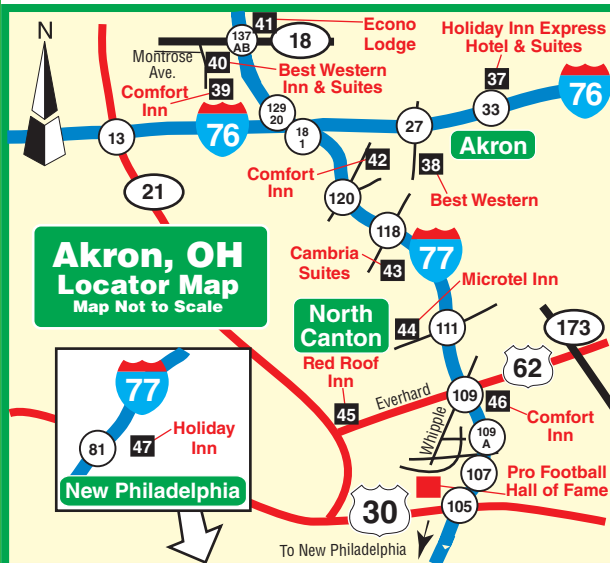 N
41
Econo
Lodge
137
AB
18
Montrose
Ave.
40
Best Western
Inn & Suites
Comfort
Inn
39
Holiday Inn Express
Hotel & Suites
37
76
129
20
33
76
13
18
1
27
Akron
21
Comfort
Inn
42
38
Best Western
120
118
Akron, OH
Locator Map
Map Not to Scale
Cambria
Suites
43
77
Microtel Inn
North
Canton
44
111
173
Red Roof
Inn
62
45
Everhard
109
46
Comfort
Inn
Whipple
109
A
77
81
47
Holiday
Inn
New Philadelphia
107
Pro Football
Hall of Fame
30
105
To New Philadelphia